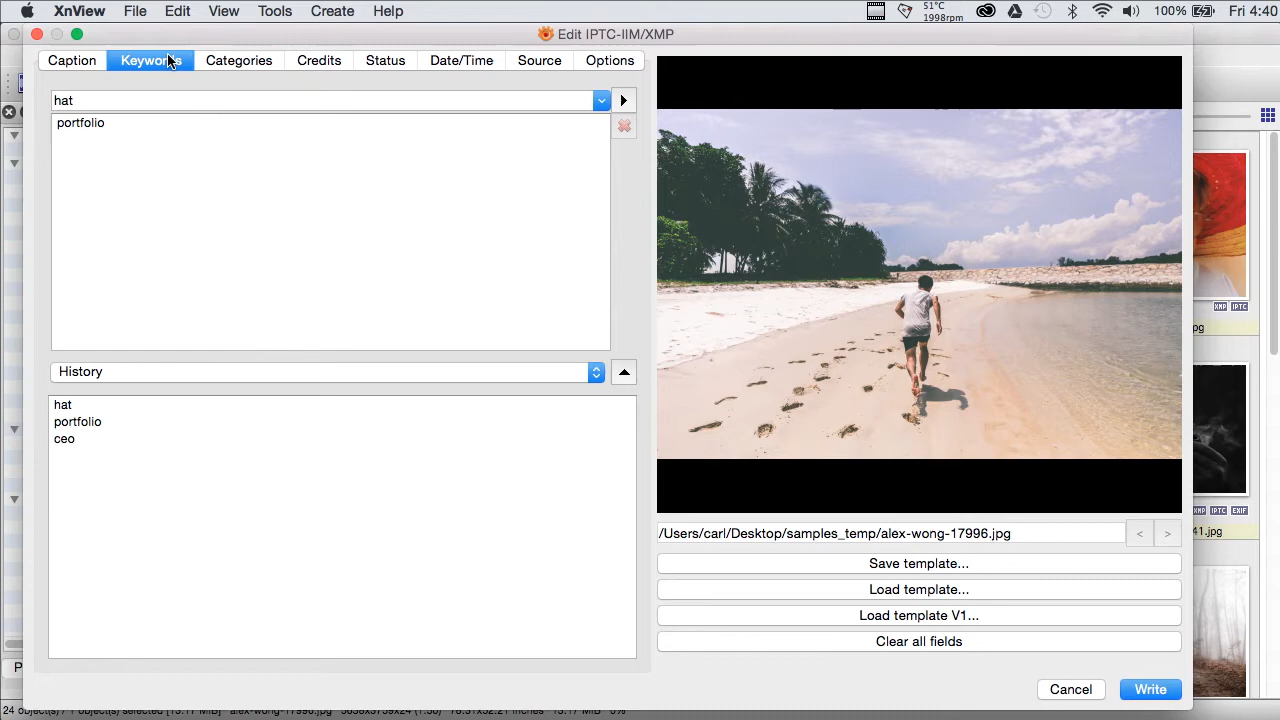 XnView File Edit View Tools Create Help 51°C 1998rpm 100% Fri 4:40
Edit IPTC-IIM/XMP
Caption Keywords Categories Credits Status Date/Time Source Options
hat
portfolio
History
hat
portfolio
ceo
/Users/carl/Desktop/samples_temp/alex-wong-17996.jpg < >
Save template...
Load template...
Load template V1...
Clear all fields
Cancel Write
XMP IPTC
pg
XMP IPTC EXIF
41.jpg
P